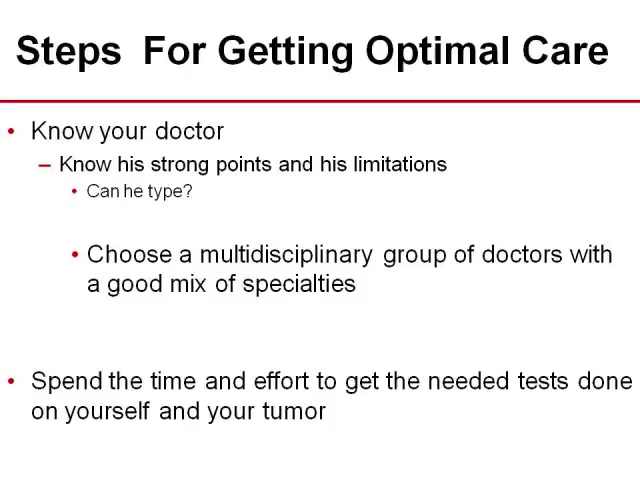 Steps For Getting Optimal Care
• Know your doctor
– Know his strong points and his limitations
• Can he type?
• Choose a multidisciplinary group of doctors with
a good mix of specialties
• Spend the time and effort to get the needed tests done
on yourself and your tumor